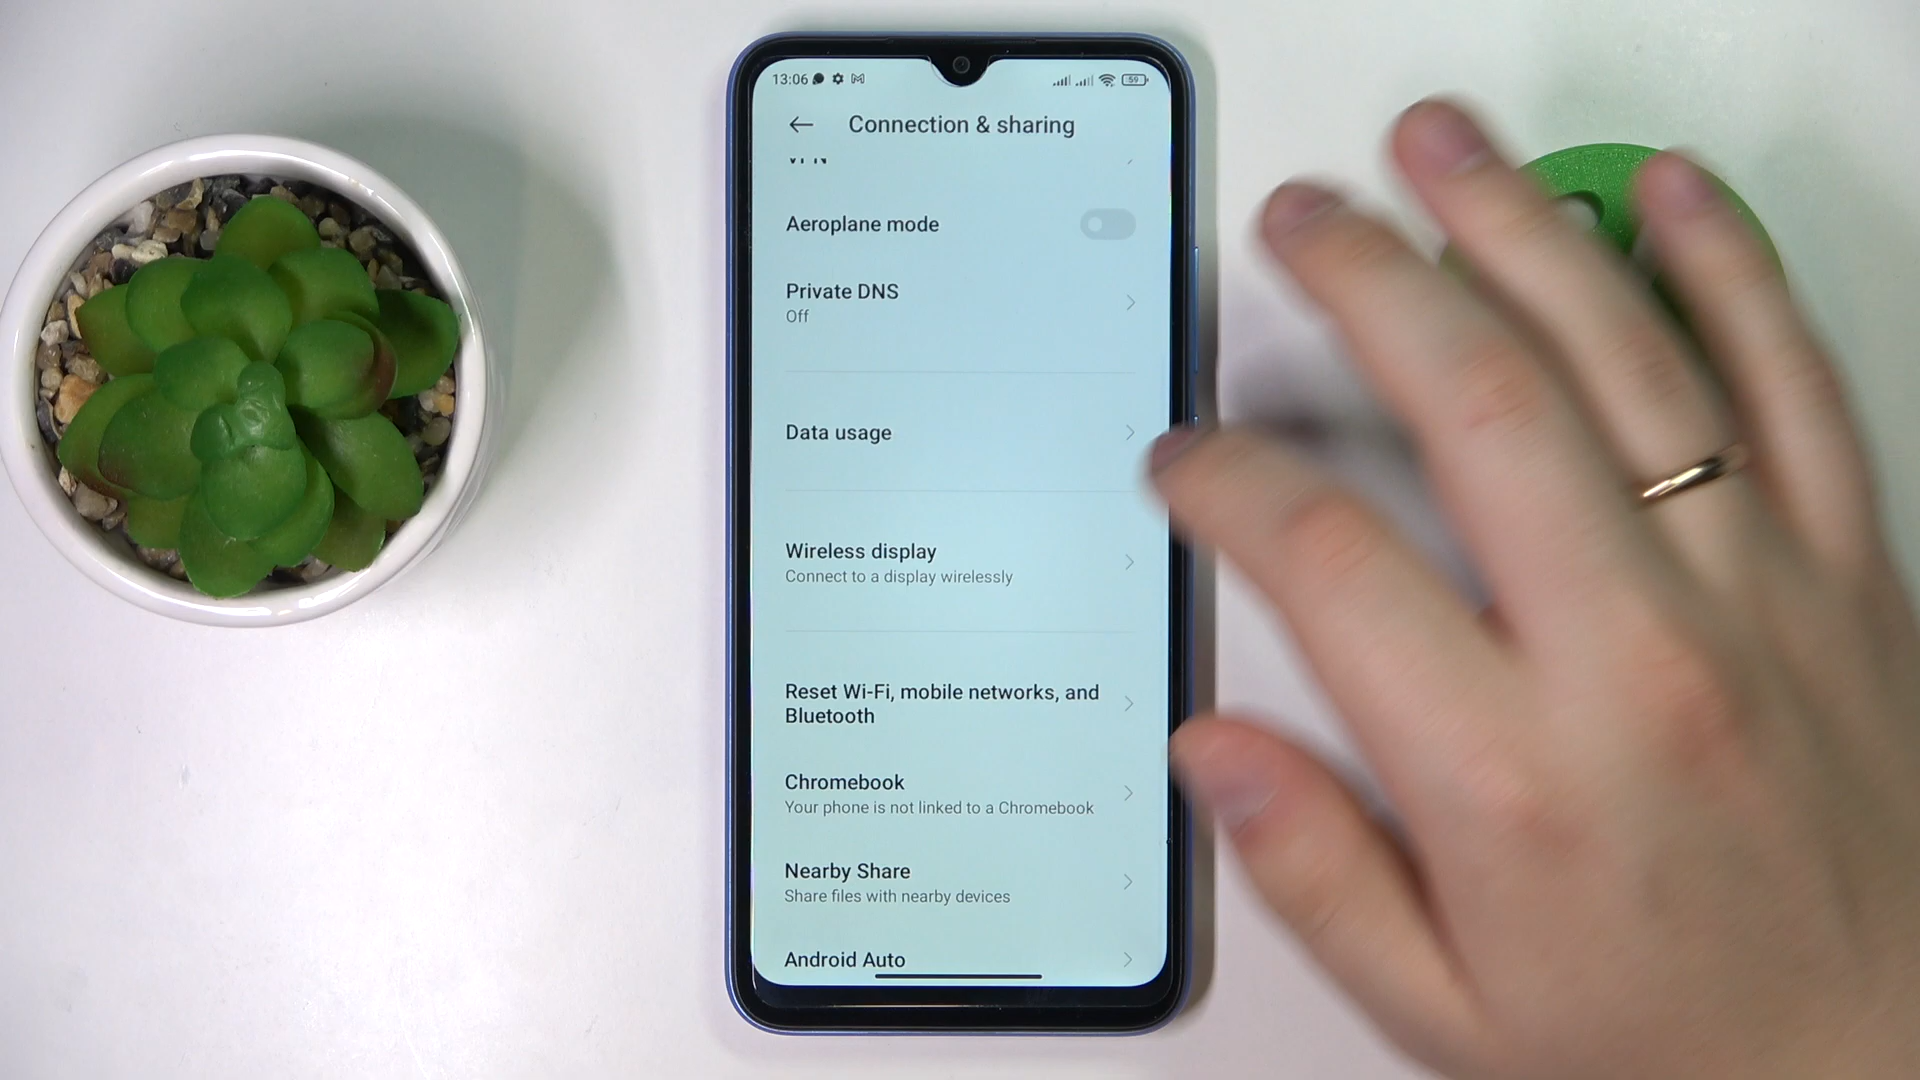 13:06
59
Connection & sharing
Aeroplane mode
Private DNS
Off
Data usage
Wireless display
Connect to a display wirelessly
Reset Wi-Fi, mobile networks, and
Bluetooth
Chromebook
Your phone is not linked to a Chromebook
Nearby Share
Share files with nearby devices
Android Auto